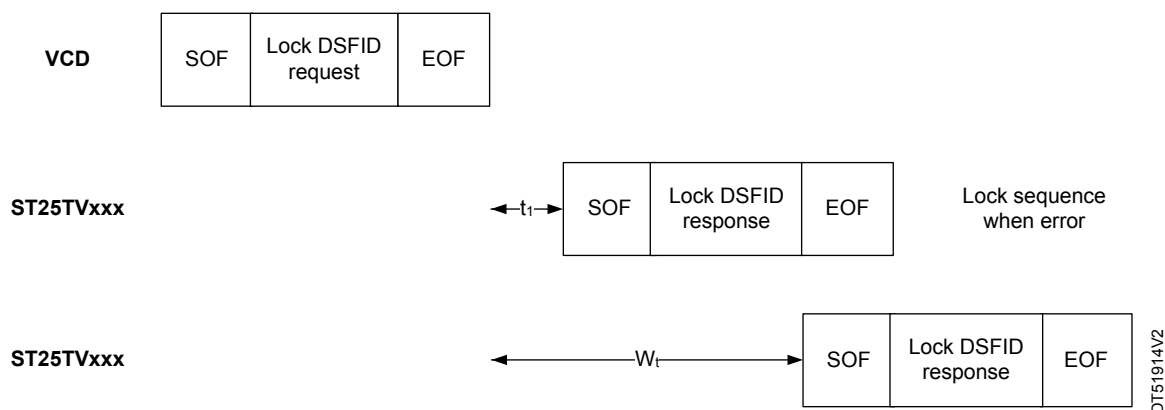 VCD
SOF
Lock DSFID
request
EOF
ST25TVxxx
t1
SOF
Lock DSFID
response
EOF
Lock sequence
when error
ST25TVxxx
Wt
SOF
Lock DSFID
response
EOF
DT51914V2